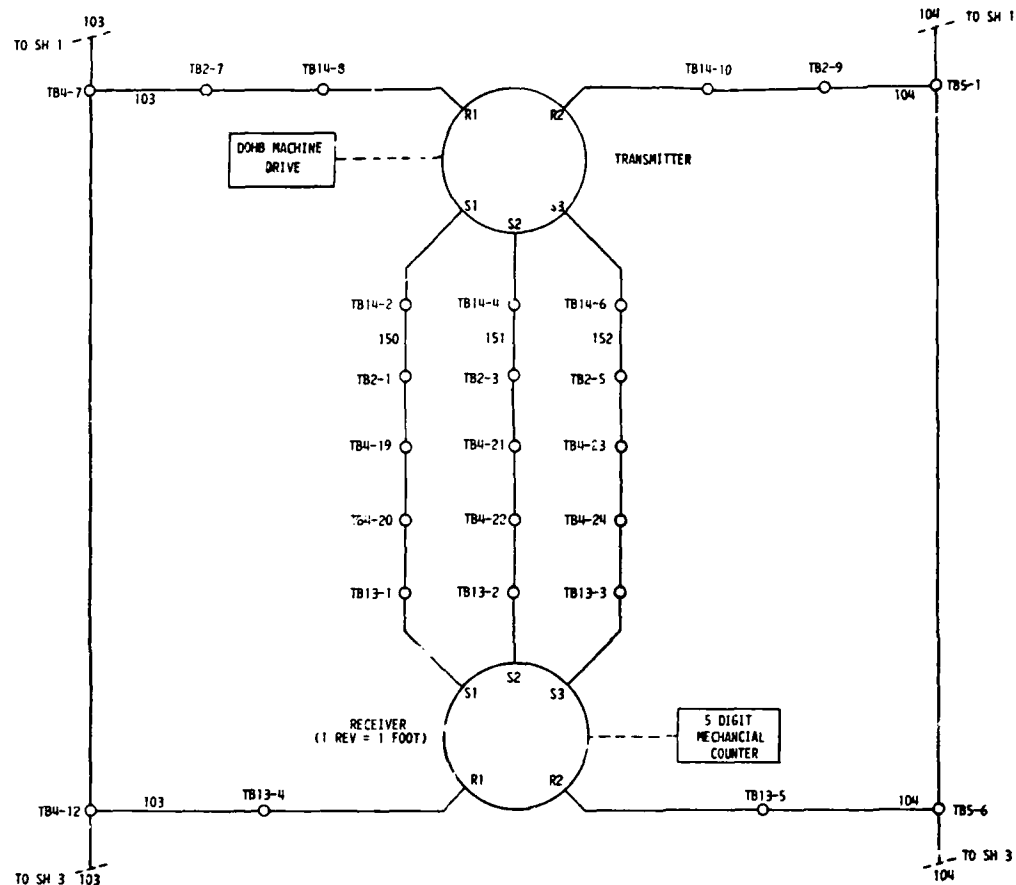 103
104
TO SH 1
TO SH 1
TB4-7
103
TB2-7
TB14-8
TB14-10
TB2-9
104
TB5-1
R1
R2
DOHB MACHINE
DRIVE
TRANSMITTER
S1
S2
S3
TB14-2
TB14-4
TB14-6
150
151
152
TB2-1
TB2-3
TB2-5
TB4-19
TB4-21
TB4-23
TB4-20
TB4-22
TB4-24
TB13-1
TB13-2
TB13-3
S1
S2
S3
RECEIVER
(1 REV = 1 FOOT)
5 DIGIT
MECHANCIAL
COUNTER
R1
R2
TB4-12
103
TB13-4
TB13-5
104
TB5-6
TO SH 3
103
104
TO SH 3